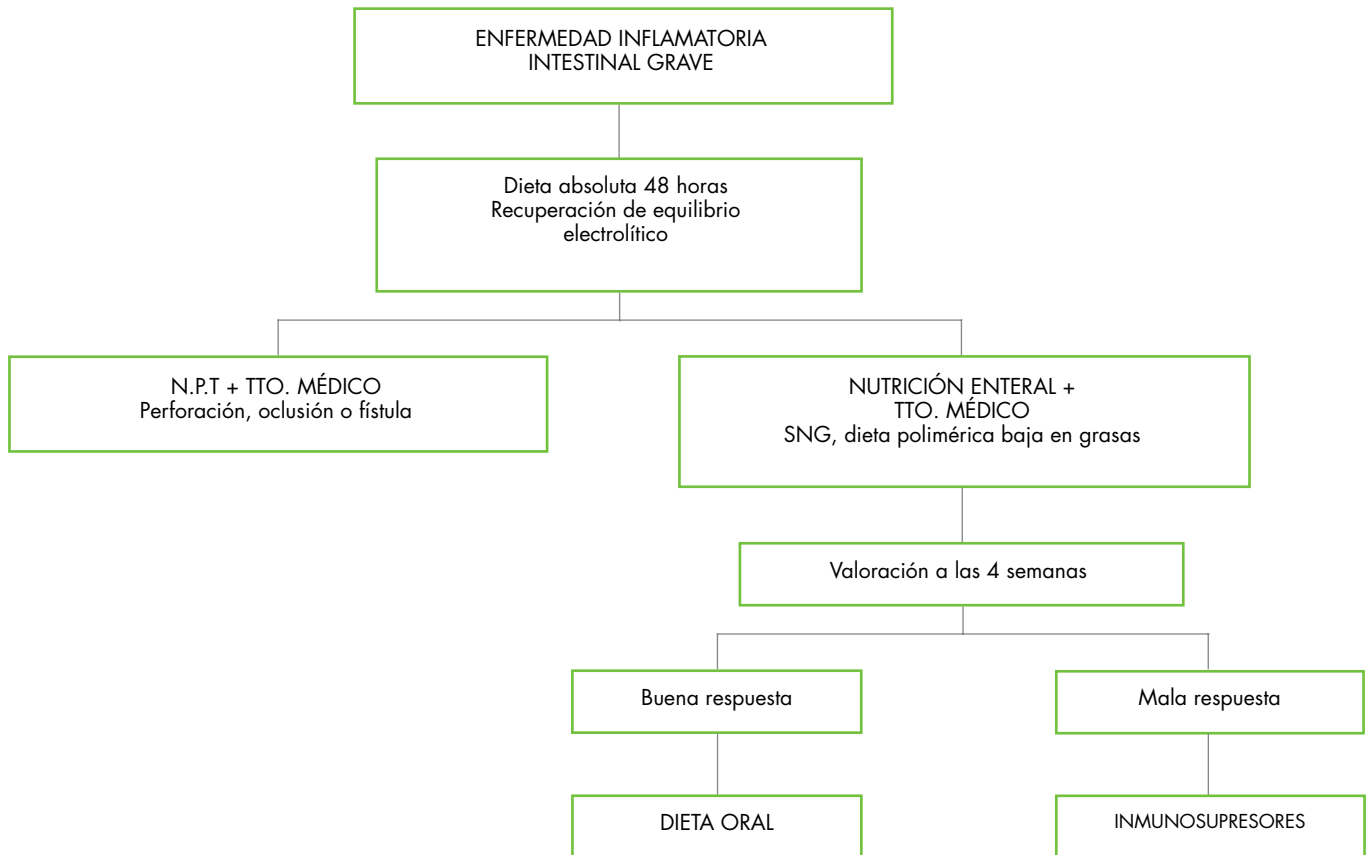 ENFERMEDAD INFLAMATORIA
INTESTINAL GRAVE
Dieta absoluta 48 horas
Recuperación de equilibrio
electrolítico
N.P.T + TTO. MÉDICO
Perforación, oclusión o fístula
NUTRICIÓN ENTERAL +
TTO. MÉDICO
SNG, dieta polimérica baja en grasas
Valoración a las 4 semanas
Buena respuesta
Mala respuesta
DIETA ORAL
INMUNOSUPRESORES